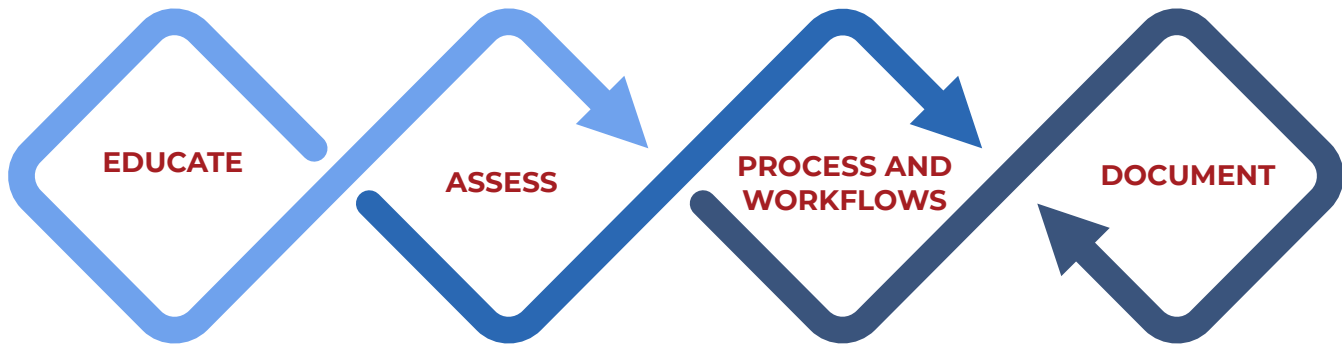 EDUCATE
ASSESS
PROCESS AND
WORKFLOWS
DOCUMENT